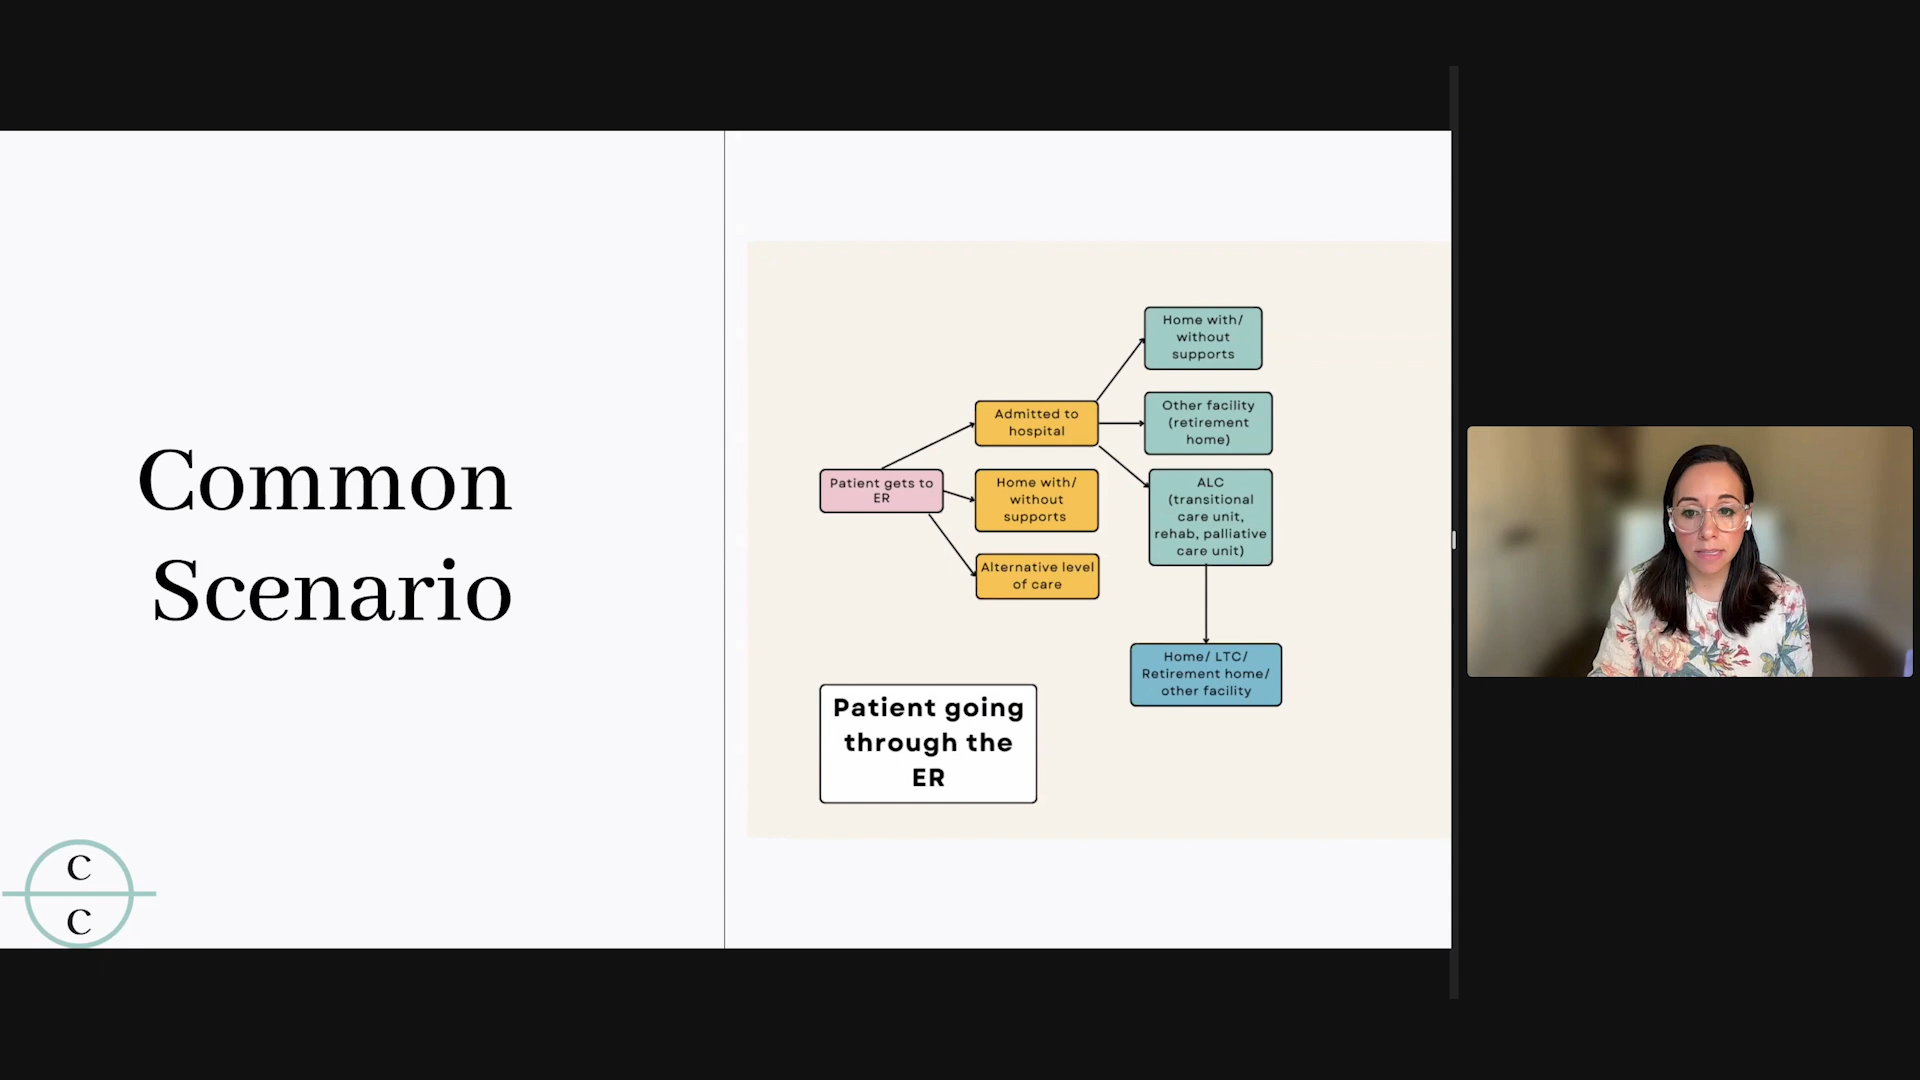 Common
Scenario
C
C
Home with/
without
supports
Admitted to
hospital
Other facility
(retirement
home)
Patient gets to
ER
Home with/
without
supports
ALC
(transitional
care unit,
rehab, palliative
care unit)
Alternative level
of care
Home/ LTC/
Retirement home/
other facility
Patient going
through the
ER